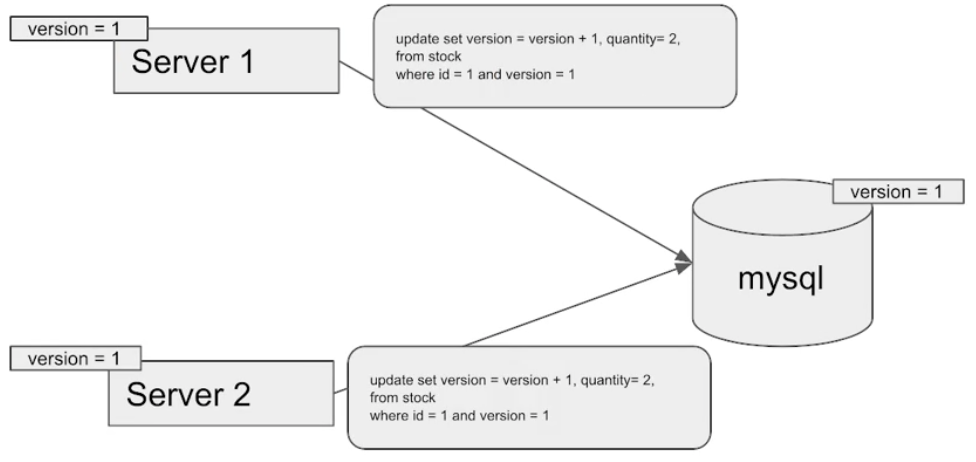 version = 1
Server 1
update set version = version + 1, quantity= 2,
from stock
where id = 1 and version = 1
version = 1
mysql
version = 1
Server 2
update set version = version + 1, quantity= 2,
from stock
where id = 1 and version = 1